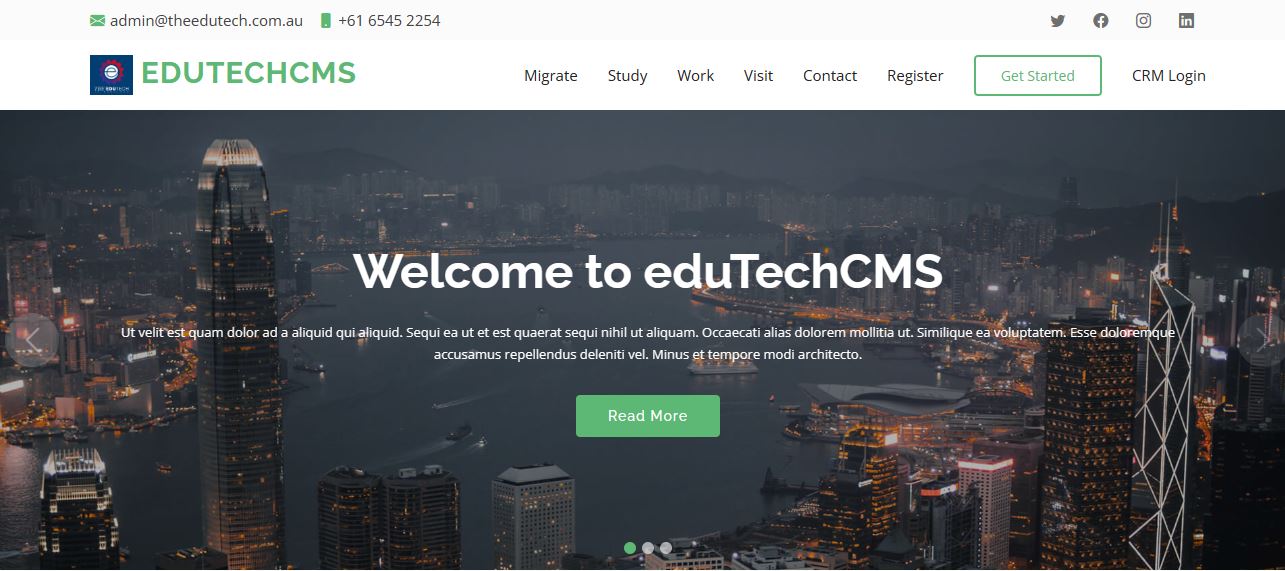 admin@theedutech.com.au +61 6545 2254
THE EDUTECH
EDUTECHCMS
Migrate Study Work Visit Contact Register Get Started CRM Login
Welcome to eduTechCMS
Ut velit est quam dolor ad a aliquid qui aliquid. Sequi ea ut et est quaerat sequi nihil ut aliquam. Occaecati alias dolorem mollitia ut. Similique ea voluptatem. Esse doloremque
accusamus repellendus deleniti vel. Minus et tempore modi architecto.
Read More